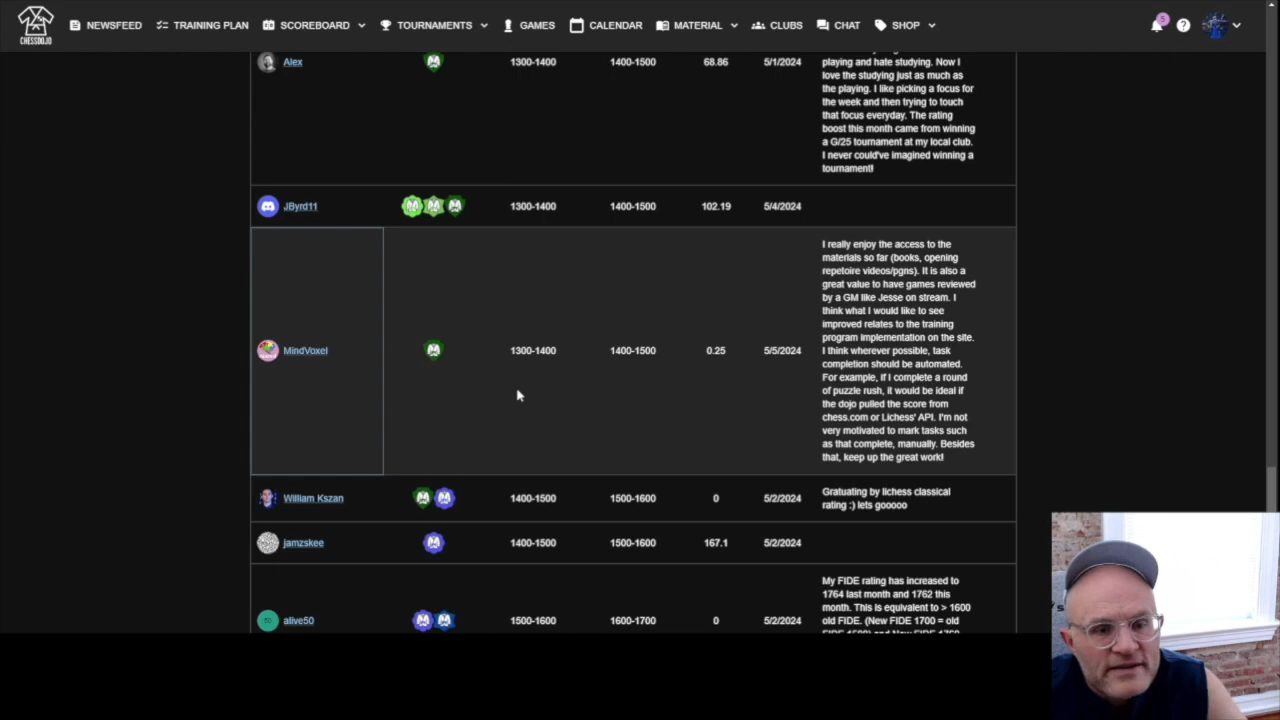 NEWSFEED TRAINING PLAN SCOREBOARD TOURNAMENTS GAMES CALENDAR MATERIAL CLUBS CHAT SHOP 3
CHESSDOJO
Alex 1300-1400 1400-1500 68.86 5/1/2024
playing and hate studying. Now I
love the studying just as much as
the playing. I like picking a focus for
the week and then trying to touch
that focus everyday. The rating
boost this month came from winning
a G/25 tournament at my local club.
I never could've imagined winning a
tournament!
JByrd11 1300-1400 1400-1500 102.19 5/4/2024
MindVoxel 1300-1400 1400-1500 0.25 5/5/2024
I really enjoy the access to the
materials so far (books, opening
repetoire videos/pgns). It is also a
great value to have games reviewed
by a GM like Jesse on stream. I
think what I would like to see
improved relates to the training
program implementation on the site.
I think wherever possible, task
completion should be automated.
For example, if I complete a round
of puzzle rush, it would be ideal if
the dojo pulled the score from
chess.com or Lichess' API. I'm not
very motivated to mark tasks such
as that complete, manually. Besides
that, keep up the great work!
William Kszan 1400-1500 1500-1600 0 5/2/2024
Gratuating by lichess classical
rating :) lets gooooo
jamzskee 1400-1500 1500-1600 167.1 5/2/2024
alive50 1500-1600 1600-1700 0 5/2/2024
My FIDE rating has increased to
1764 last month and 1762 this
month. This is equivalent to > 1600
old FIDE. (New FIDE 1700 = old